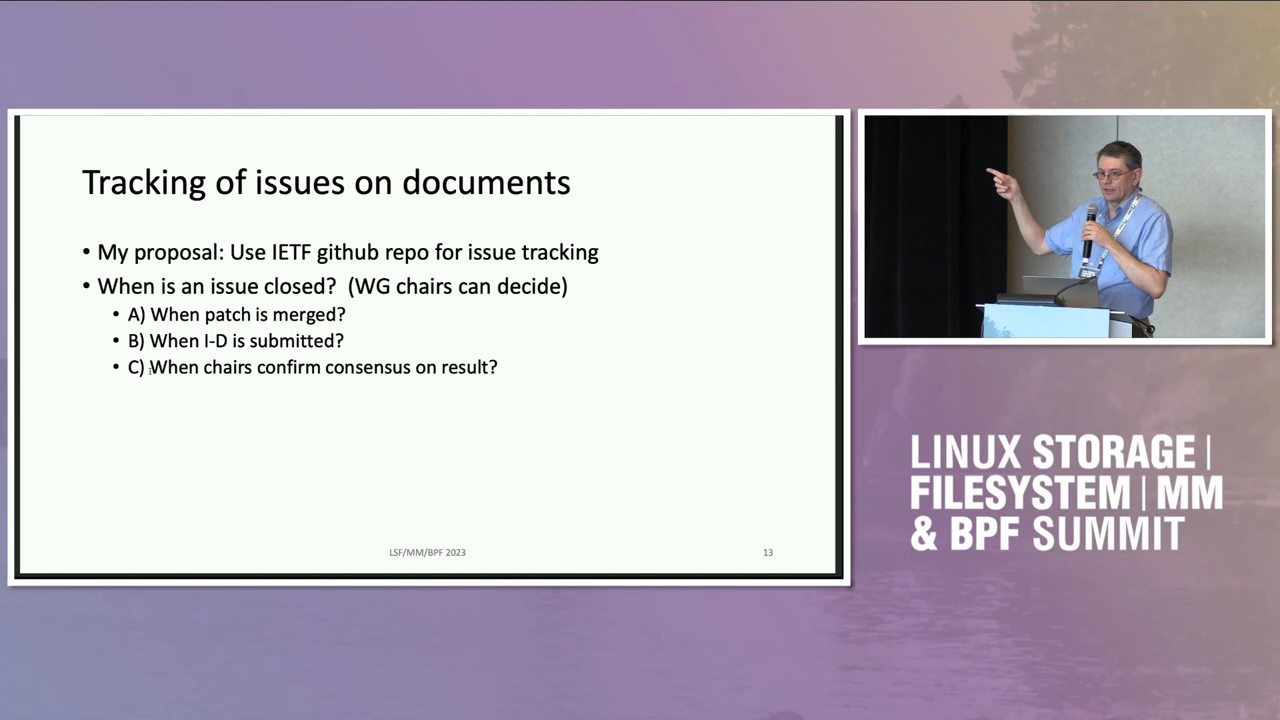 Tracking of issues on documents
• My proposal: Use IETF github repo for issue tracking
• When is an issue closed? (WG chairs can decide)
• A) When patch is merged?
• B) When I-D is submitted?
• C) When chairs confirm consensus on result?
LSF/MM/BPF 2023
13
LINUX STORAGE |
FILESYSTEM | MM
& BPF SUMMIT